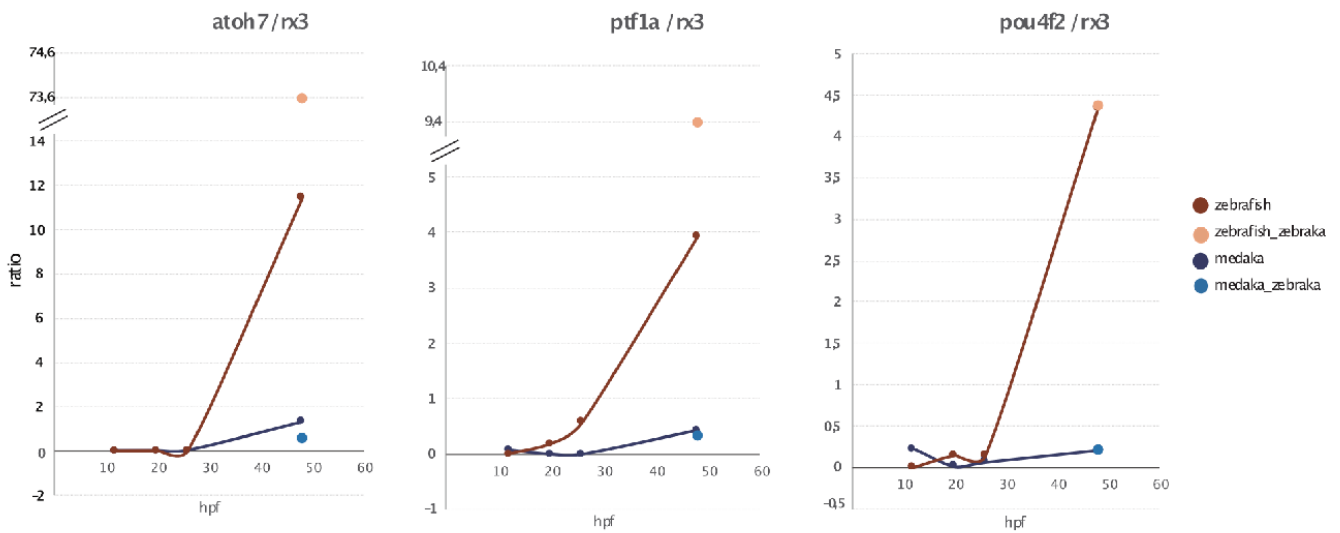 atoh7/rx3
74,6
73,6
14
12
10
8
6
4
2
0
-2
ratio
10 20 30 40 50 60
hpf
ptf1a /rx3
10,4
9,4
5
4
3
2
1
0
-1
10 20 30 40 50 60
hpf
pou4f2 /rx3
5
4,5
4
3,5
3
2,5
2
1,5
1
0,5
0
-0,5
10 20 30 40 50 60
hpf
zebrafish
zebrafish_zebraka
medaka
medaka_zebraka